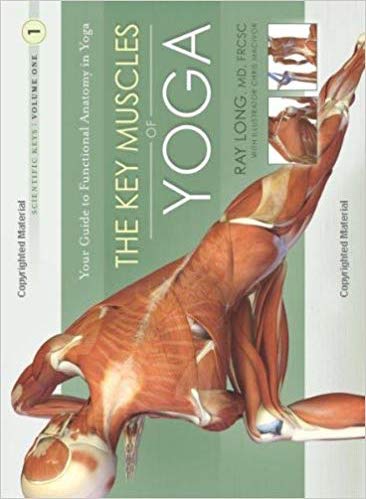 Copyrighted Material
SCIENTIFIC KEYS | VOLUME ONE 1
Your Guide to Functional Anatomy in Yoga
THE KEY MUSCLES
OF
YOGA
RAY LONG, MD, FRCSC
WITH ILLUSTRATOR CHRIS MACIVOR
Copyrighted Material